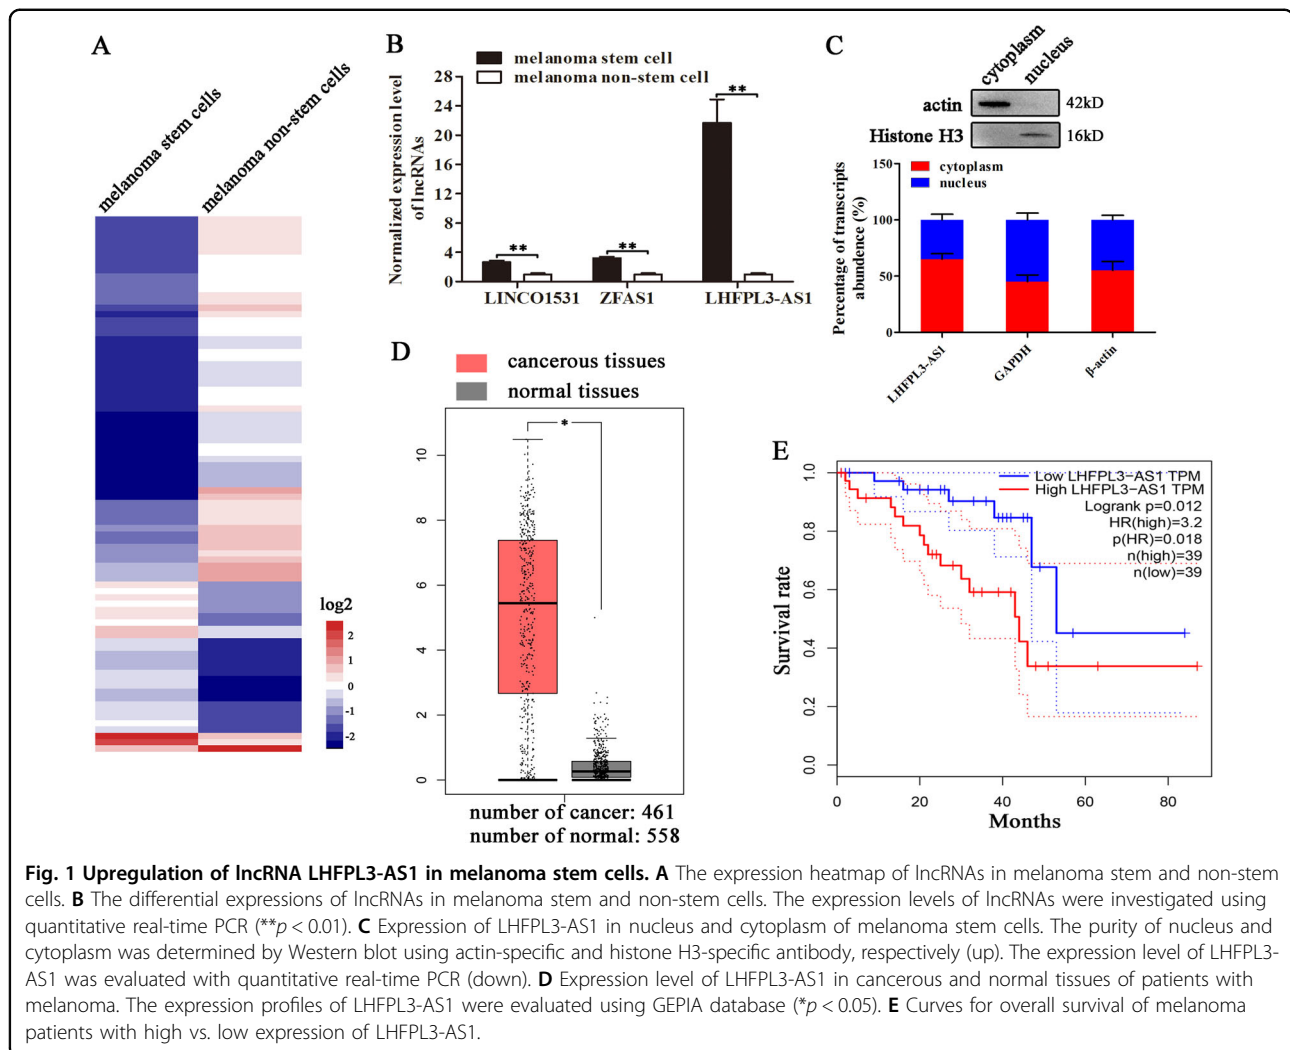 A
melanoma stem cells
melanoma non-stem cells
log2
2
1
0
-1
-2
B
melanoma stem cell
melanoma non-stem cell
Normalized expression level
of lncRNAs
28
24
20
16
12
8
4
0
**
**
**
LINCO1531
ZFAS1
LHFPL3-AS1
C
cytoplasm
nucleus
actin
42kD
Histone H3
16kD
cytoplasm
nucleus
Percentage of transcripts
abundence (%)
150
100
50
0
LHFPL3-AS1
GAPDH
β-actin
D
cancerous tissues
normal tissues
*
10
8
6
4
2
0
number of cancer: 461
number of normal: 558
E
Low LHFPL3-AS1 TPM
High LHFPL3-AS1 TPM
Logrank p=0.012
HR(high)=3.2
p(HR)=0.018
n(high)=39
n(low)=39
Survival rate
1.0
0.8
0.6
0.4
0.2
0.0
0
20
40
60
80
Months
Fig. 1 Upregulation of lncRNA LHFPL3-AS1 in melanoma stem cells. A The expression heatmap of lncRNAs in melanoma stem and non-stem
cells. B The differential expressions of lncRNAs in melanoma stem and non-stem cells. The expression levels of lncRNAs were investigated using
quantitative real-time PCR (**p < 0.01). C Expression of LHFPL3-AS1 in nucleus and cytoplasm of melanoma stem cells. The purity of nucleus and
cytoplasm was determined by Western blot using actin-specific and histone H3-specific antibody, respectively (up). The expression level of LHFPL3-
AS1 was evaluated with quantitative real-time PCR (down). D Expression level of LHFPL3-AS1 in cancerous and normal tissues of patients with
melanoma. The expression profiles of LHFPL3-AS1 were evaluated using GEPIA database (*p < 0.05). E Curves for overall survival of melanoma
patients with high vs. low expression of LHFPL3-AS1.